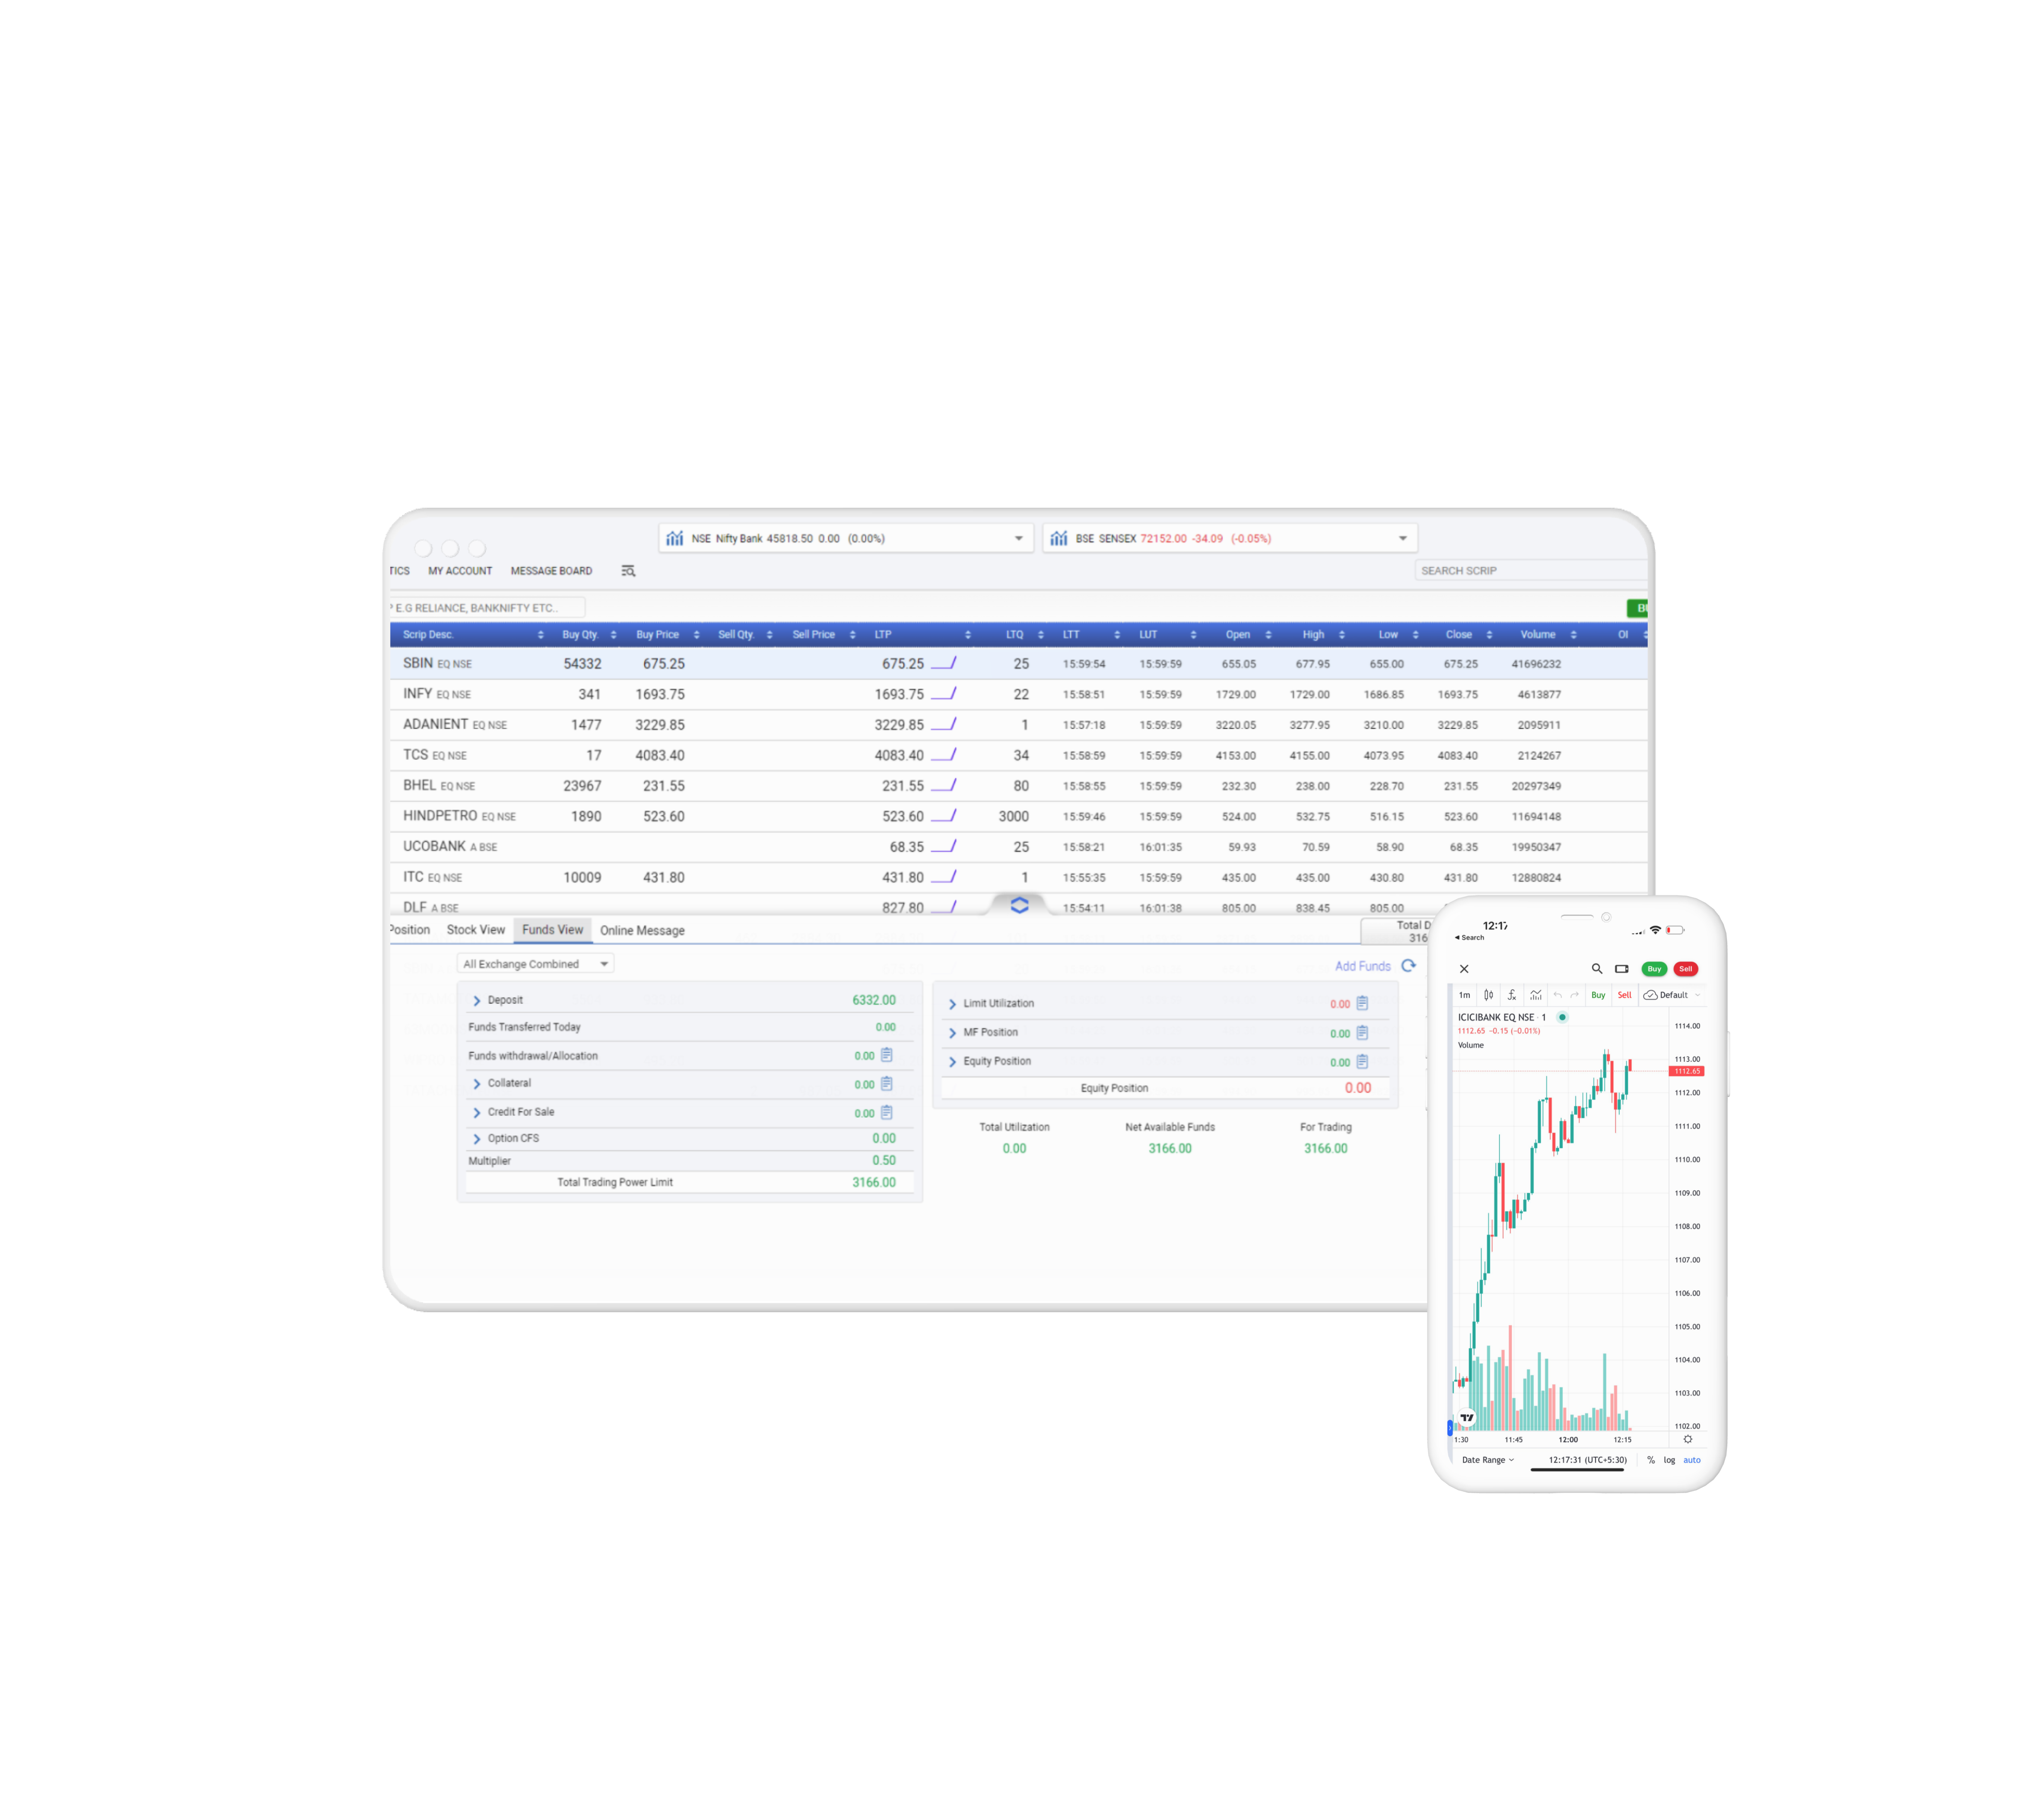 NSE Nifty Bank 45818.50 0.00 (0.00%) BSE SENSEX 72152.00 -34.09 (-0.05%)
TICS MY ACCOUNT MESSAGE BOARD SEARCH SCRIP
E.G RELIANCE, BANKNIFTY ETC..
Scrip Desc. Buy Qty. Buy Price Sell Qty. Sell Price LTP LTQ LTT LUT Open High Low Close Volume OI
SBIN EQ NSE 54332 675.25 675.25 25 15:59:54 15:59:59 655.05 677.95 655.00 675.25 41696232
INFY EQ NSE 341 1693.75 1693.75 22 15:58:51 15:59:59 1729.00 1729.00 1686.85 1693.75 4613877
ADANIENT EQ NSE 1477 3229.85 3229.85 1 15:57:18 15:59:59 3220.05 3277.95 3210.00 3229.85 2095911
TCS EQ NSE 17 4083.40 4083.40 34 15:58:59 15:59:59 4153.00 4155.00 4073.95 4083.40 2124267
BHEL EQ NSE 23967 231.55 231.55 80 15:58:55 15:59:59 232.30 238.00 228.70 231.55 20297349
HINDPETRO EQ NSE 1890 523.60 523.60 3000 15:59:46 15:59:59 524.00 532.75 516.15 523.60 11694148
UCOBANK A BSE 68.35 25 15:58:21 16:01:35 59.93 70.59 58.90 68.35 19950347
ITC EQ NSE 10009 431.80 431.80 1 15:55:35 15:59:59 435.00 435.00 430.80 431.80 12880824
DLF A BSE 827.80 15:54:11 16:01:38 805.00 838.45 805.00
Position Stock View Funds View Online Message Total D
316
All Exchange Combined Add Funds
Deposit 6332.00
Funds Transferred Today 0.00
Funds withdrawal/Allocation 0.00
Collateral 0.00
Credit For Sale 0.00
Option CFS 0.00
Multiplier 0.50
Total Trading Power Limit 3166.00
Limit Utilization 0.00
MF Position 0.00
Equity Position 0.00
Equity Position 0.00
Total Utilization Net Available Funds For Trading
0.00 3166.00 3166.00
12:17
Search
Buy Sell
1m Buy Sell Default
ICICIBANK EQ NSE · 1
1112.65 -0.15 (-0.01%)
Volume
1114.00
1113.00
1112.65
1112.00
1111.00
1110.00
1109.00
1108.00
1107.00
1106.00
1105.00
1104.00
1103.00
1102.00
1:30 11:45 12:00 12:15
Date Range 12:17:31 (UTC+5:30) % log auto